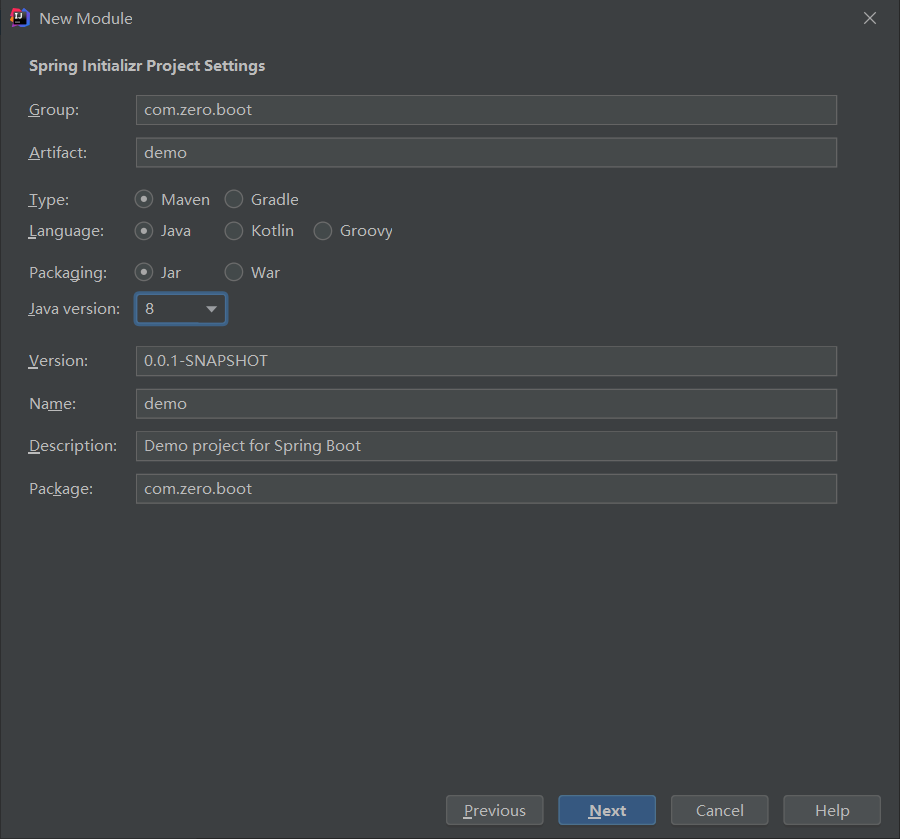 New Module
Spring Initializr Project Settings
Group: com.zero.boot
Artifact: demo
Type: Maven Gradle
Language: Java Kotlin Groovy
Packaging: Jar War
Java version: 8
Version: 0.0.1-SNAPSHOT
Name: demo
Description: Demo project for Spring Boot
Package: com.zero.boot
Previous Next Cancel Help